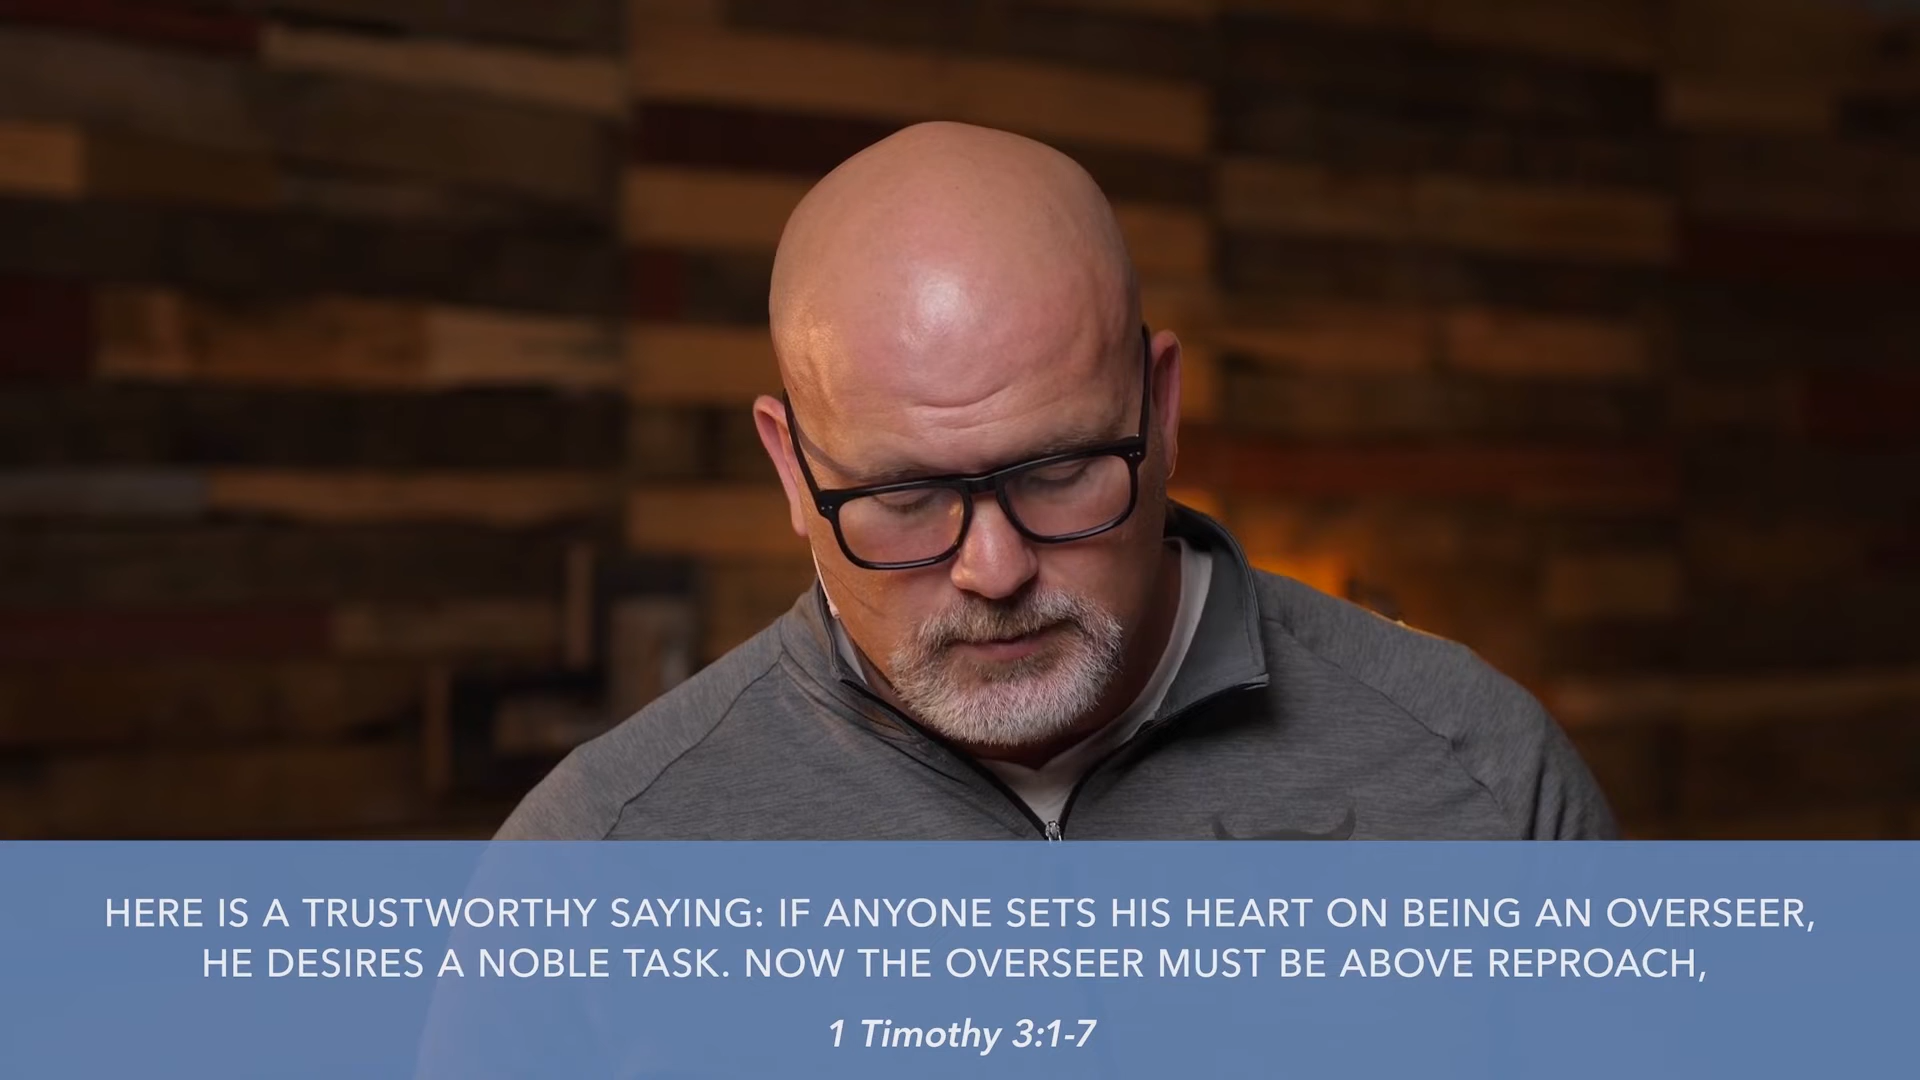 HERE IS A TRUSTWORTHY SAYING: IF ANYONE SETS HIS HEART ON BEING AN OVERSEER,
HE DESIRES A NOBLE TASK. NOW THE OVERSEER MUST BE ABOVE REPROACH,
1 Timothy 3:1-7